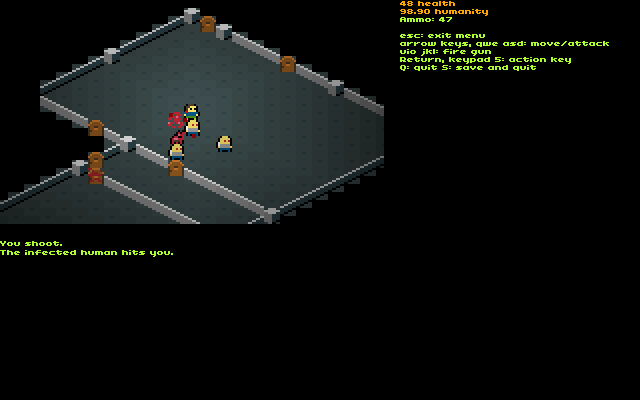 48 health
98.90 humanity
Ammo: 47
esc: exit menu
arrow keys, qwe asd: move/attack
uio jkl: fire gun
Return, keypad 5: action key
Q: quit S: save and quit
You shoot.
The infected human hits you.